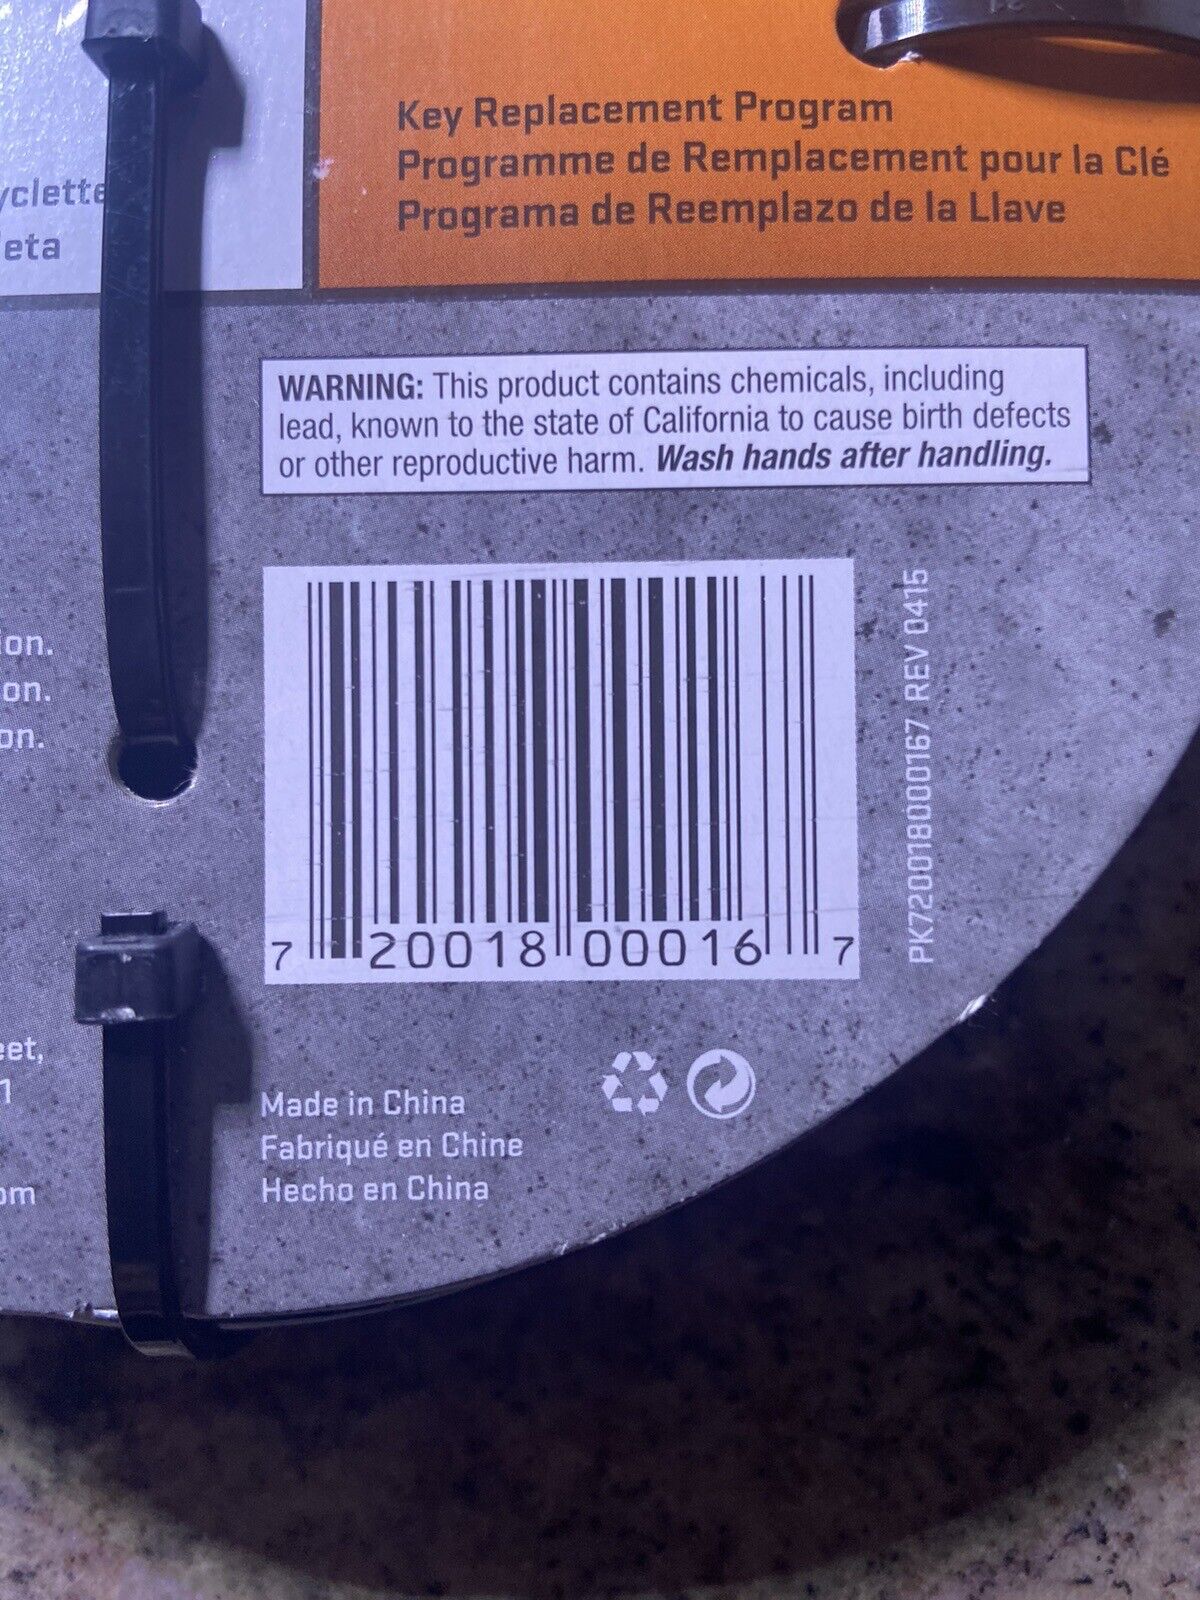 Key Replacement Program
Programme de Remplacement pour la Clé
Programa de Reemplazo de la Llave
WARNING: This product contains chemicals, including
lead, known to the state of California to cause birth defects
or other reproductive harm. Wash hands after handling.
7 20018 00016 7
PK720018000167 REV 0415
Made in China
Fabriqué en Chine
Hecho en China